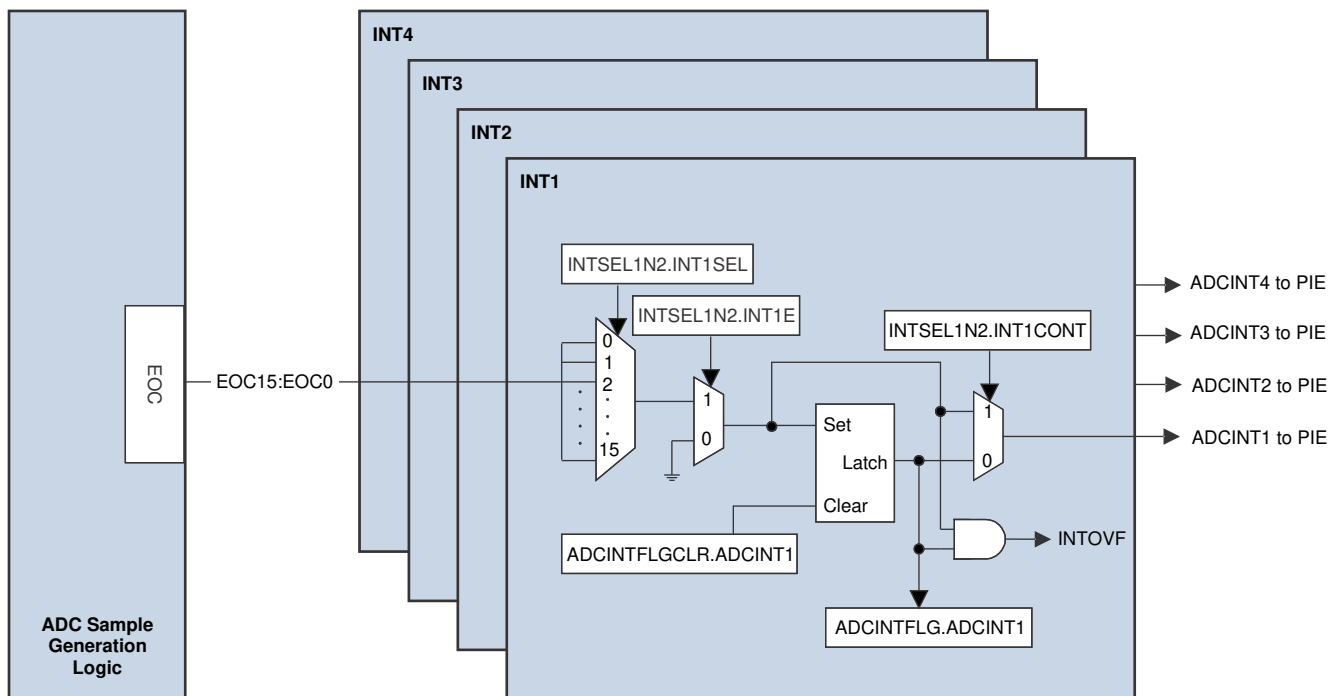 INT4
INT3
INT2
INT1
INTSEL1N2.INT1SEL
INTSEL1N2.INT1E
INTSEL1N2.INT1CONT
ADCINT4 to PIE
ADCINT3 to PIE
ADCINT2 to PIE
ADCINT1 to PIE
EOC
EOC15:EOC0
0
1
2
15
1
0
Set
Latch
Clear
1
0
ADCINTFLGCLR.ADCINT1
INTOVF
ADCINTFLG.ADCINT1
ADC Sample
Generation
Logic